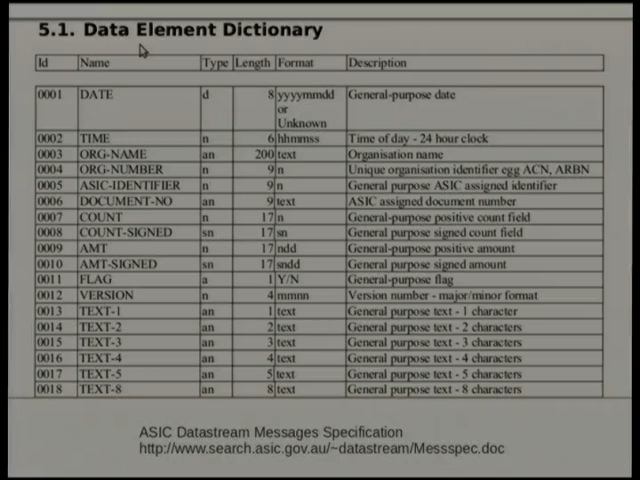 5.1. Data Element Dictionary
Id Name Type Length Format Description
0001 DATE d 8 yyyymmdd General-purpose date
or
Unknown
0002 TIME n 6 hhmmss Time of day - 24 hour clock
0003 ORG-NAME an 200 text Organisation name
0004 ORG-NUMBER n 9 n Unique organisation identifier eg ACN, ARBN
0005 ASIC-IDENTIFIER n 9 n General purpose ASIC assigned identifier
0006 DOCUMENT-NO an 9 text ASIC assigned document number
0007 COUNT n 17 n General-purpose positive count field
0008 COUNT-SIGNED sn 17 sn General purpose signed count field
0009 AMT n 17 ndd General-purpose positive amount
0010 AMT-SIGNED sn 17 sndd General purpose signed amount
0011 FLAG a 1 Y/N General purpose flag
0012 VERSION n 4 mmnn Version number - major/minor format
0013 TEXT-1 an 1 text General purpose text - 1 character
0014 TEXT-2 an 2 text General purpose text - 2 characters
0015 TEXT-3 an 3 text General purpose text - 3 characters
0016 TEXT-4 an 4 text General purpose text - 4 characters
0017 TEXT-5 an 5 text General purpose text - 5 characters
0018 TEXT-8 an 8 text General purpose text - 8 characters
ASIC Datastream Messages Specification
http://www.search.asic.gov.au/~datastream/Messspec.doc